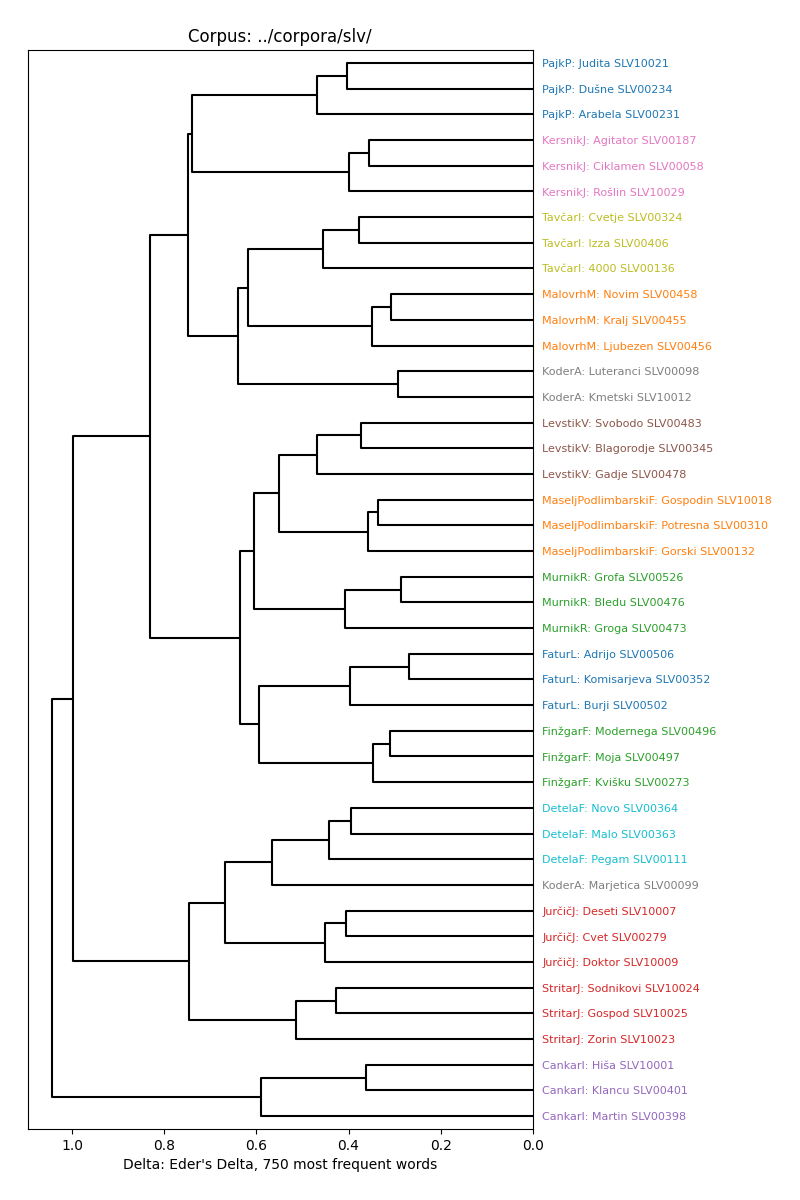 Corpus: ../corpora/slv/
PajkP: Judita SLV10021
PajkP: Dušne SLV00234
PajkP: Arabela SLV00231
KersnikJ: Agitator SLV00187
KersnikJ: Ciklamen SLV00058
KersnikJ: Rošlin SLV10029
TavčarI: Cvetje SLV00324
TavčarI: Izza SLV00406
TavčarI: 4000 SLV00136
MalovrhM: Novim SLV00458
MalovrhM: Kralj SLV00455
MalovrhM: Ljubezen SLV00456
KoderA: Luteranci SLV00098
KoderA: Kmetski SLV10012
LevstikV: Svobodo SLV00483
LevstikV: Blagorodje SLV00345
LevstikV: Gadje SLV00478
MaseljPodlimbarskiF: Gospodin SLV10018
MaseljPodlimbarskiF: Potresna SLV00310
MaseljPodlimbarskiF: Gorski SLV00132
MurnikR: Grofa SLV00526
MurnikR: Bledu SLV00476
MurnikR: Groga SLV00473
FaturL: Adrijo SLV00506
FaturL: Komisarjeva SLV00352
FaturL: Burji SLV00502
FinžgarF: Modernega SLV00496
FinžgarF: Moja SLV00497
FinžgarF: Kvišku SLV00273
DetelaF: Novo SLV00364
DetelaF: Malo SLV00363
DetelaF: Pegam SLV00111
KoderA: Marjetica SLV00099
JurčičJ: Deseti SLV10007
JurčičJ: Cvet SLV00279
JurčičJ: Doktor SLV10009
StritarJ: Sodnikovi SLV10024
StritarJ: Gospod SLV10025
StritarJ: Zorin SLV10023
CankarI: Hiša SLV10001
CankarI: Klancu SLV00401
CankarI: Martin SLV00398
1.0 0.8 0.6 0.4 0.2 0.0
Delta: Eder's Delta, 750 most frequent words